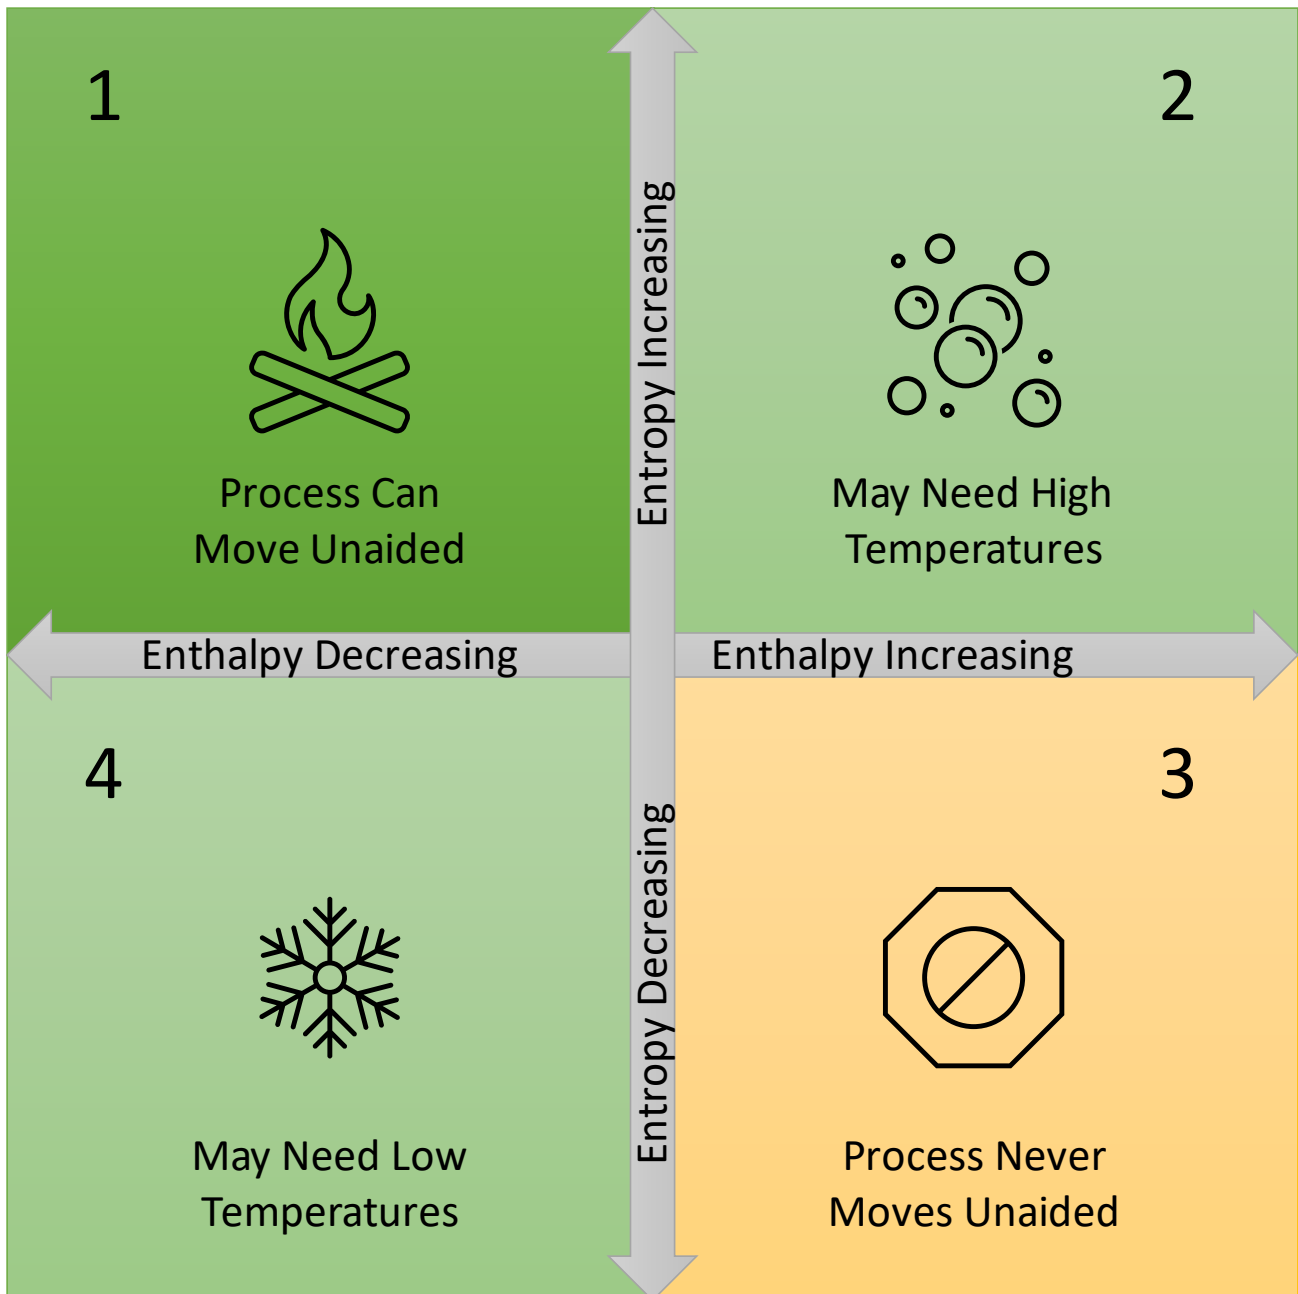 1
2
Process Can
Move Unaided
Entropy Increasing
May Need High
Temperatures
Enthalpy Decreasing
Enthalpy Increasing
4
3
May Need Low
Temperatures
Entropy Decreasing
Process Never
Moves Unaided